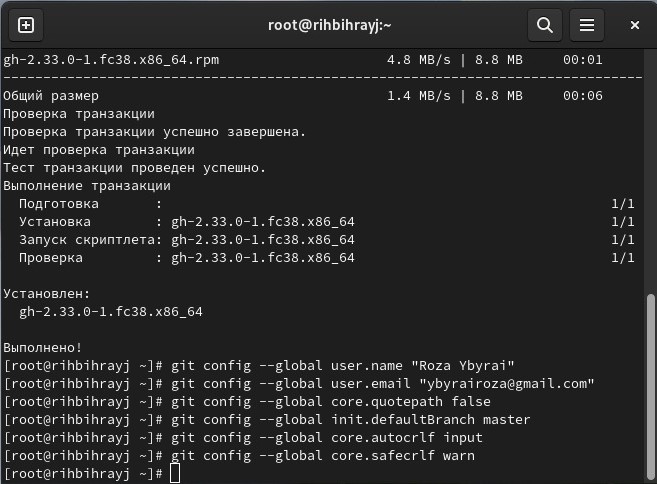 root@rihbihrayj:~
gh-2.33.0-1.fc38.x86_64.rpm 4.8 MB/s | 8.8 MB 00:01
--------------------------------------------------------------------------------
Общий размер 1.4 MB/s | 8.8 MB 00:06
Проверка транзакции
Проверка транзакции успешно завершена.
Идет проверка транзакции
Тест транзакции проведен успешно.
Выполнение транзакции
Подготовка : 1/1
Установка : gh-2.33.0-1.fc38.x86_64 1/1
Запуск скриптлета: gh-2.33.0-1.fc38.x86_64 1/1
Проверка : gh-2.33.0-1.fc38.x86_64 1/1
Установлен:
gh-2.33.0-1.fc38.x86_64
Выполнено!
[root@rihbihrayj ~]# git config --global user.name "Roza Ybyrai"
[root@rihbihrayj ~]# git config --global user.email "ybyrairoza@gmail.com"
[root@rihbihrayj ~]# git config --global core.quotepath false
[root@rihbihrayj ~]# git config --global init.defaultBranch master
[root@rihbihrayj ~]# git config --global core.autocrlf input
[root@rihbihrayj ~]# git config --global core.safecrlf warn
[root@rihbihrayj ~]#